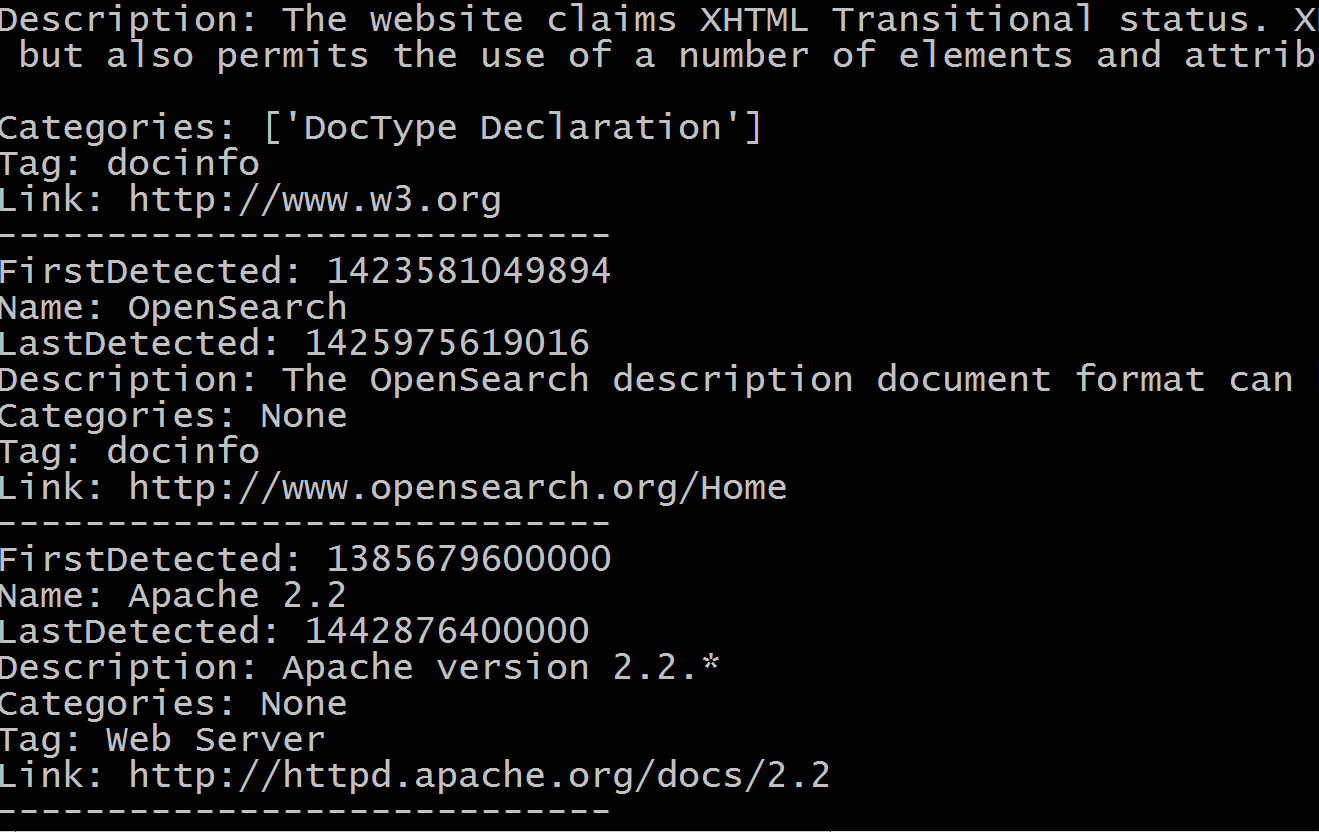 Description: The website claims XHTML Transitional status.
but also permits the use of a number of elements and
Categories: ['DocType Declaration']
Tag: docinfo
Link: http://www.w3.org
----------------------------
FirstDetected: 1423581049894
Name: OpenSearch
LastDetected: 1425975619016
Description: The OpenSearch description document format can
Categories: None
Tag: docinfo
Link: http://www.opensearch.org/Home
----------------------------
FirstDetected: 1385679600000
Name: Apache 2.2
LastDetected: 1442876400000
Description: Apache version 2.2.*
Categories: None
Tag: Web Server
Link: http://httpd.apache.org/docs/2.2
----------------------------